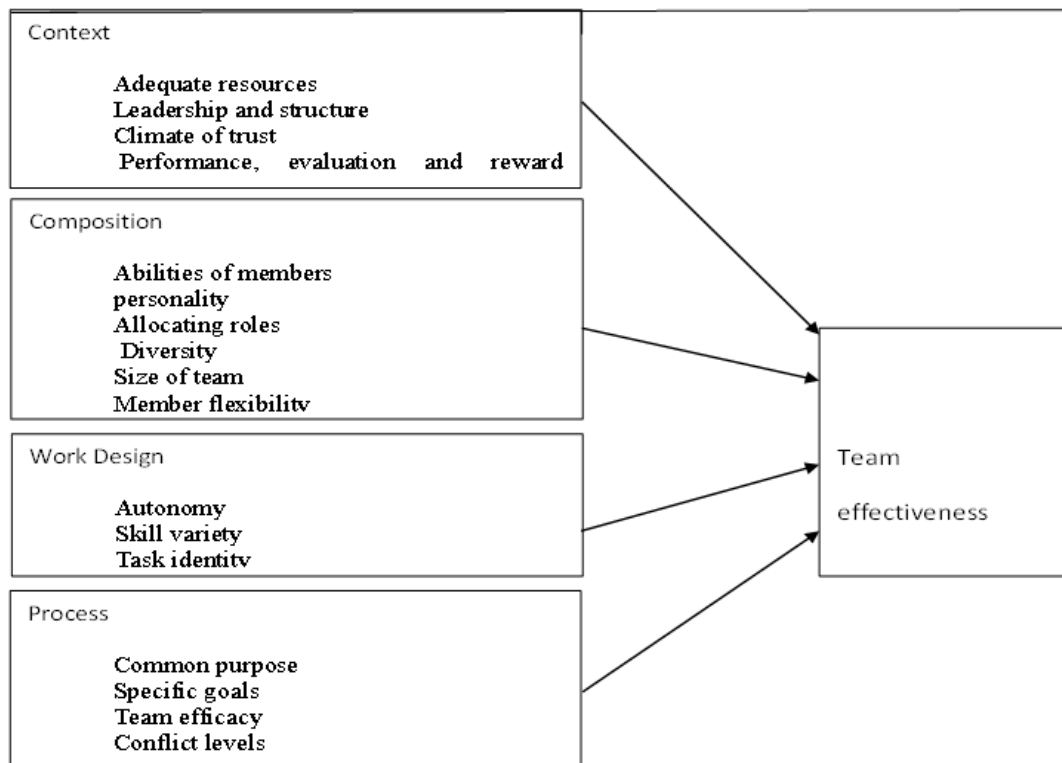 Context
Adequate resources
Leadership and structure
Climate of trust
Performance, evaluation and reward
Composition
Abilities of members
personality
Allocating roles
Diversity
Size of team
Member flexibility
Work Design
Autonomy
Skill variety
Task identity
Team
effectiveness
Process
Common purpose
Specific goals
Team efficacy
Conflict levels